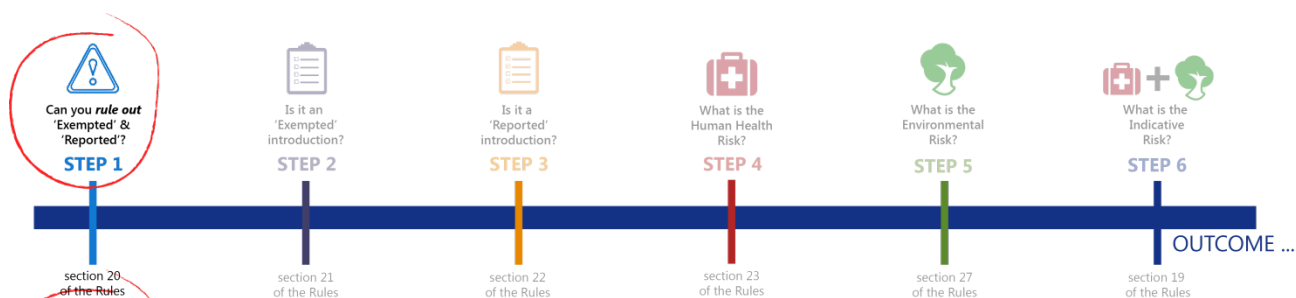 Can you rule out
'Exempted' &
'Reported'?
STEP 1
section 20
of the Rules
Is it an
'Exempted'
introduction?
STEP 2
section 21
of the Rules
Is it a
'Reported'
introduction?
STEP 3
section 22
of the Rules
What is the
Human Health
Risk?
STEP 4
section 23
of the Rules
What is the
Environmental
Risk?
STEP 5
section 27
of the Rules
What is the
Indicative
Risk?
STEP 6
section 19
of the Rules
OUTCOME ...